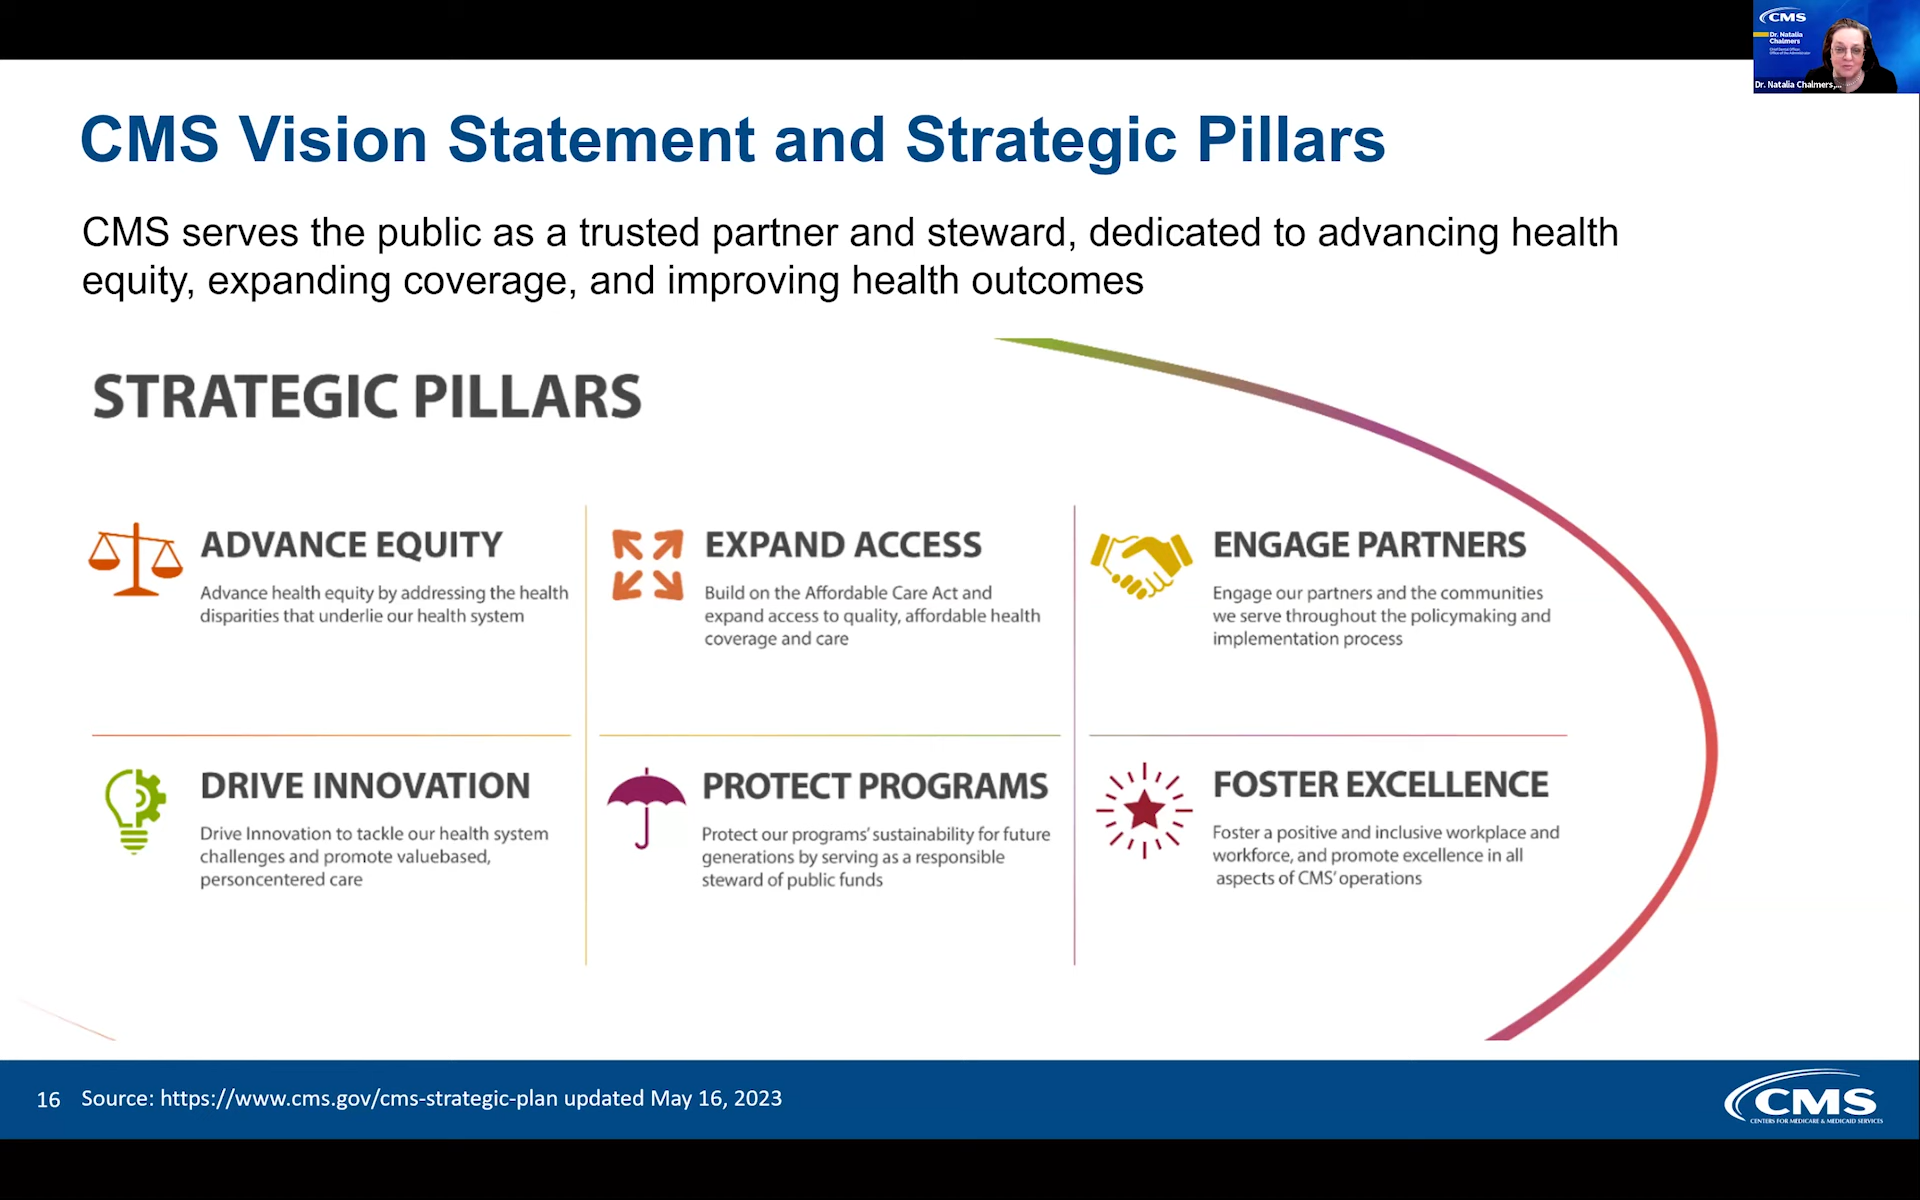 CMS
Dr. Natalia
Chalmers
Chief Dental Officer
Office of the Administrator
Dr. Natalia Chalmers,...
CMS Vision Statement and Strategic Pillars
CMS serves the public as a trusted partner and steward, dedicated to advancing health
equity, expanding coverage, and improving health outcomes
STRATEGIC PILLARS
ADVANCE EQUITY
Advance health equity by addressing the health
disparities that underlie our health system
EXPAND ACCESS
Build on the Affordable Care Act and
expand access to quality, affordable health
coverage and care
ENGAGE PARTNERS
Engage our partners and the communities
we serve throughout the policymaking and
implementation process
DRIVE INNOVATION
Drive Innovation to tackle our health system
challenges and promote valuebased,
personcentered care
PROTECT PROGRAMS
Protect our programs' sustainability for future
generations by serving as a responsible
steward of public funds
FOSTER EXCELLENCE
Foster a positive and inclusive workplace and
workforce, and promote excellence in all
aspects of CMS' operations
16 Source: https://www.cms.gov/cms-strategic-plan updated May 16, 2023
CMS
CENTERS FOR MEDICARE & MEDICAID SERVICES